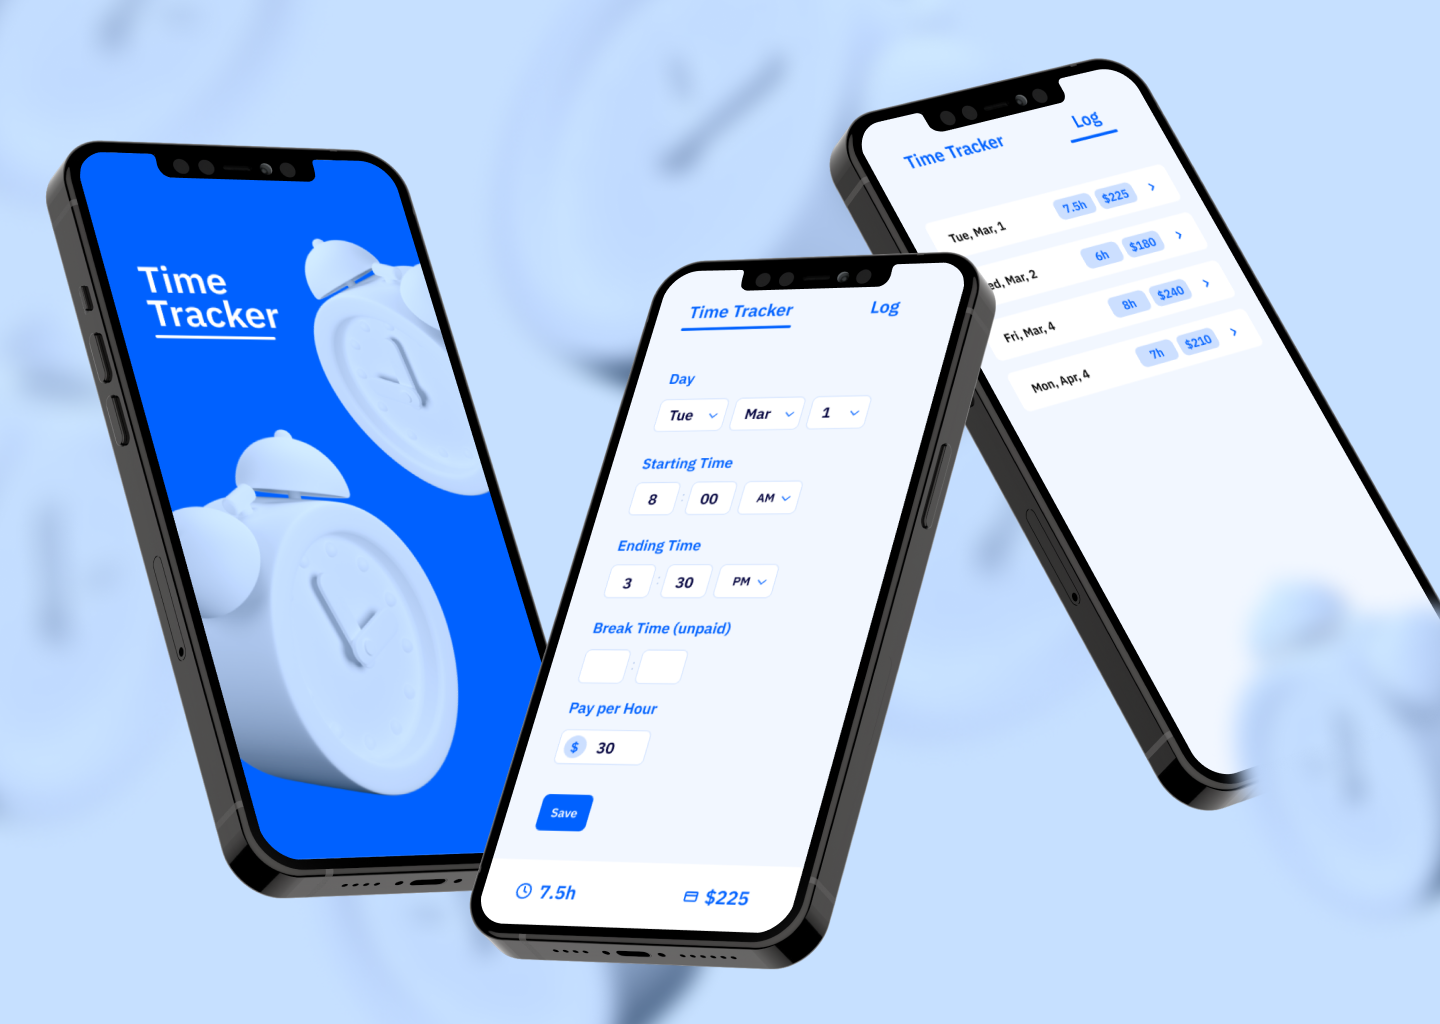 Time
Tracker
Time Tracker Log
Day
Tue Mar 1
Starting Time
8 : 00 AM
Ending Time
3 : 30 PM
Break Time (unpaid)
:
Pay per Hour
$ 30
Save
7.5h $225
Time Tracker Log
Tue, Mar, 1 7.5h $225
ed, Mar, 2 6h $180
Fri, Mar, 4 8h $240
Mon, Apr, 4 7h $210